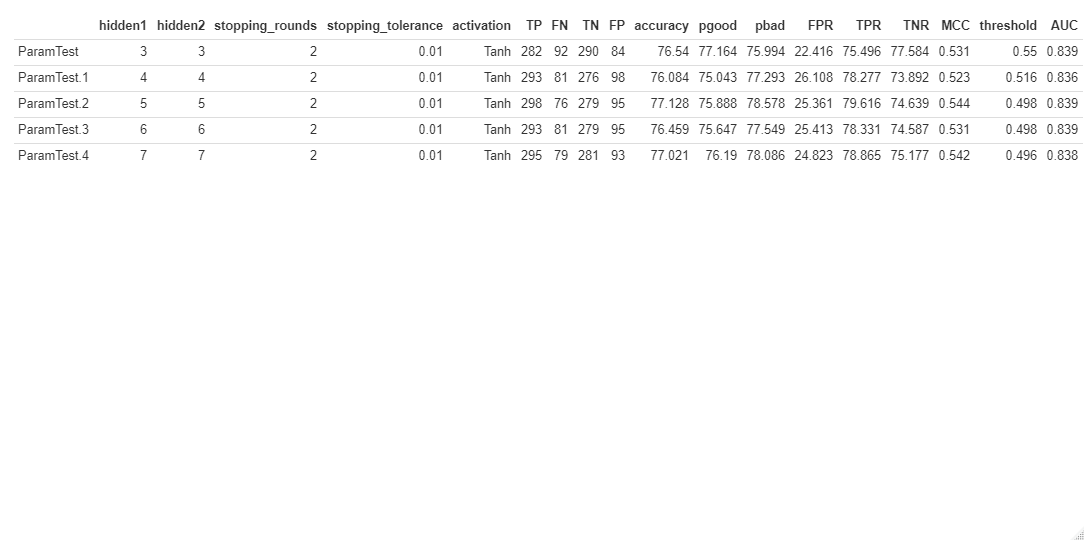 hidden1 hidden2 stopping_rounds stopping_tolerance activation TP FN TN FP accuracy pgood pbad FPR TPR TNR MCC threshold AUC
ParamTest 3 3 2 0.01 Tanh 282 92 290 84 76.54 77.164 75.994 22.416 75.496 77.584 0.531 0.55 0.839
ParamTest.1 4 4 2 0.01 Tanh 293 81 276 98 76.084 75.043 77.293 26.108 78.277 73.892 0.523 0.516 0.836
ParamTest.2 5 5 2 0.01 Tanh 298 76 279 95 77.128 75.888 78.578 25.361 79.616 74.639 0.544 0.498 0.839
ParamTest.3 6 6 2 0.01 Tanh 293 81 279 95 76.459 75.647 77.549 25.413 78.331 74.587 0.531 0.498 0.839
ParamTest.4 7 7 2 0.01 Tanh 295 79 281 93 77.021 76.19 78.086 24.823 78.865 75.177 0.542 0.496 0.838